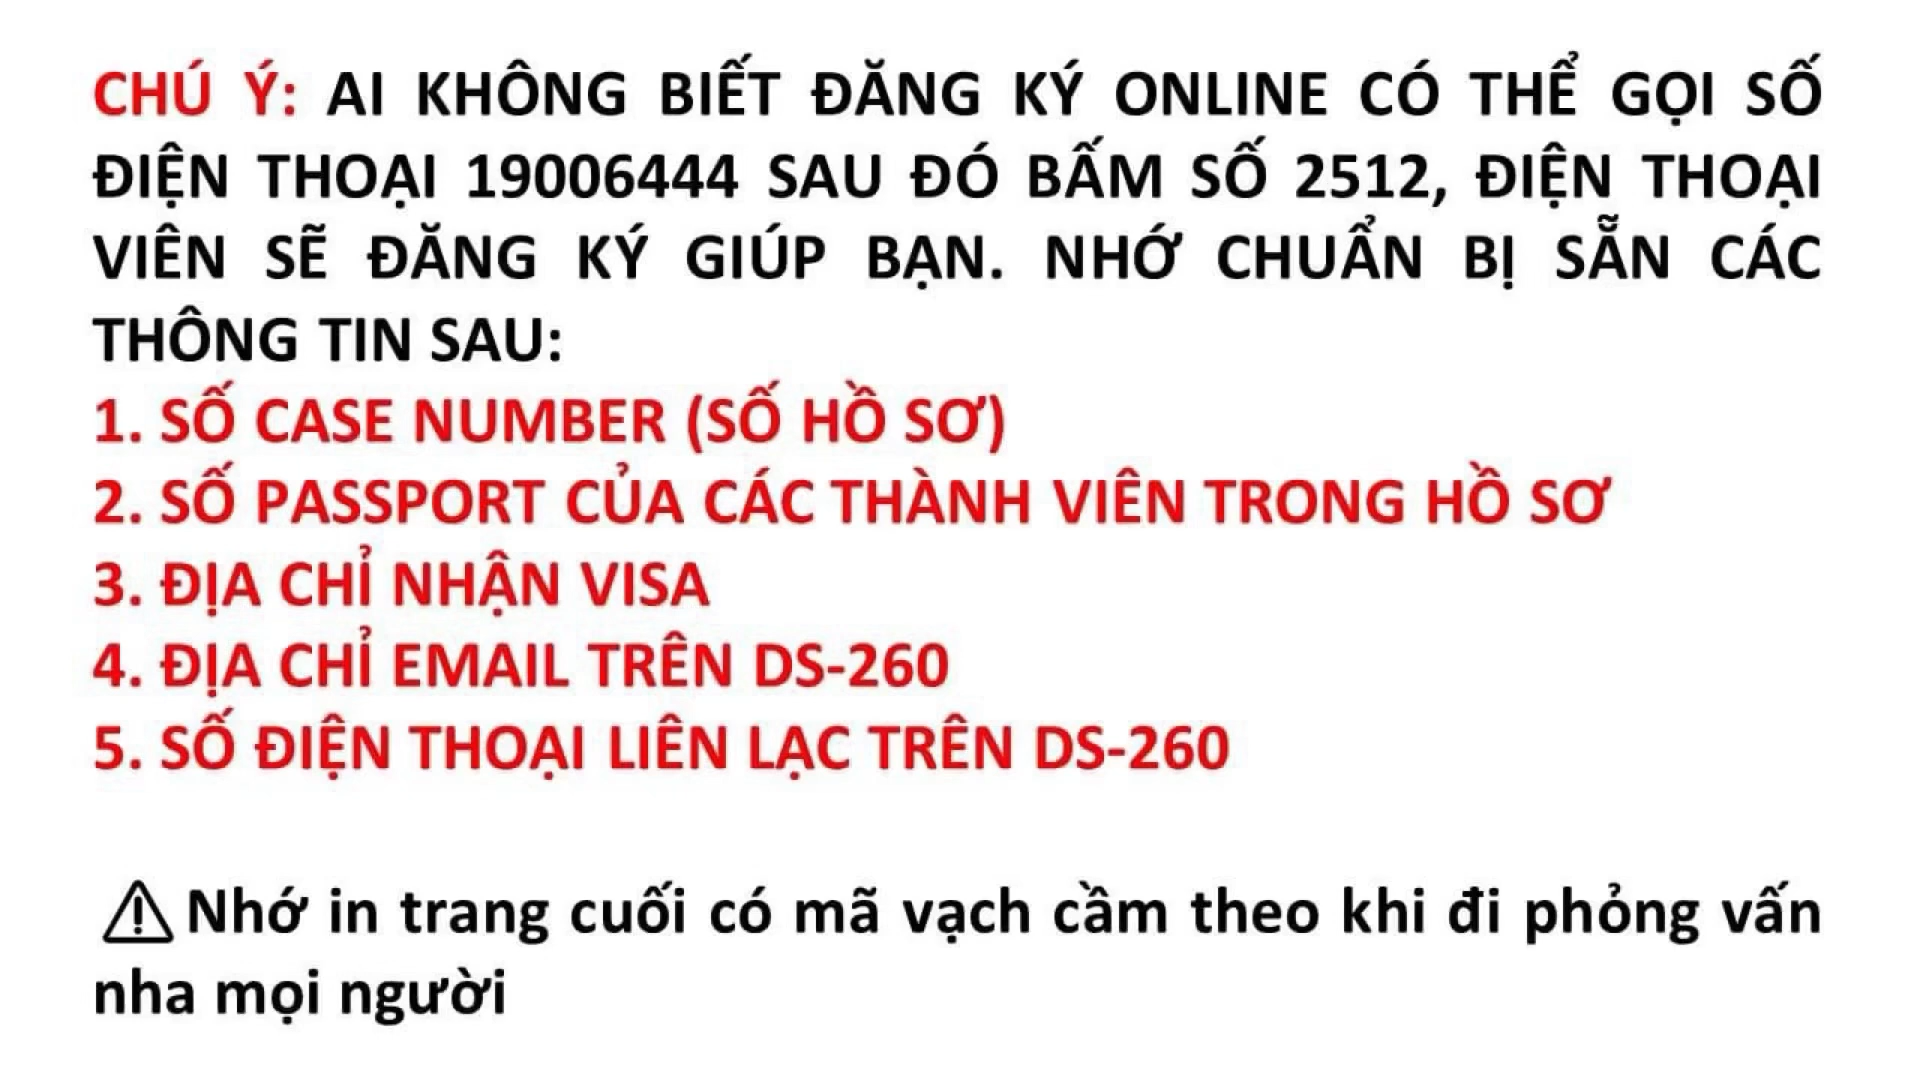 CHÚ Ý: AI KHÔNG BIẾT ĐĂNG KÝ ONLINE CÓ THỂ GỌI SỐ
ĐIỆN THOẠI 19006444 SAU ĐÓ BẤM SỐ 2512, ĐIỆN THOẠI
VIÊN SẼ ĐĂNG KÝ GIÚP BẠN. NHỚ CHUẨN BỊ SẴN CÁC
THÔNG TIN SAU:
1. SỐ CASE NUMBER (SỐ HỒ SƠ)
2. SỐ PASSPORT CỦA CÁC THÀNH VIÊN TRONG HỒ SƠ
3. ĐỊA CHỈ NHẬN VISA
4. ĐỊA CHỈ EMAIL TRÊN DS-260
5. SỐ ĐIỆN THOẠI LIÊN LẠC TRÊN DS-260
⚠Nhớ in trang cuối có mã vạch cầm theo khi đi phỏng vấn
nha mọi người